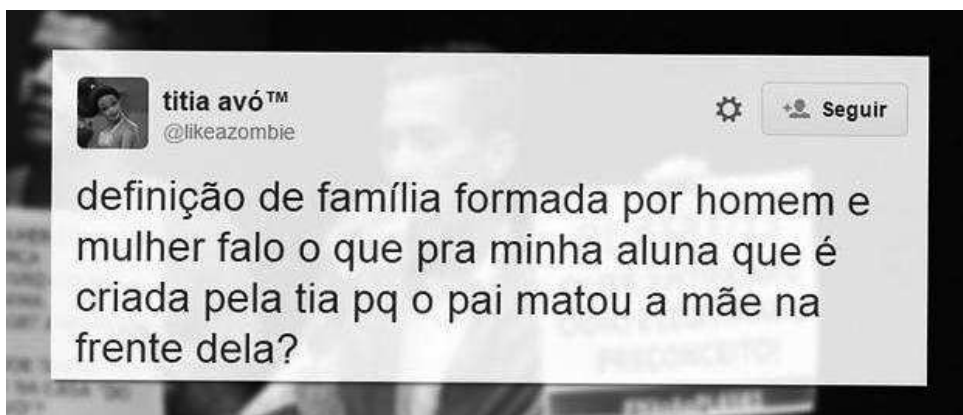 titia avó™
@likeazombie
Seguir
definição de família formada por homem e
mulher falo o que pra minha aluna que é
criada pela tia pq o pai matou a mãe na
frente dela?
PRECONCEITO!